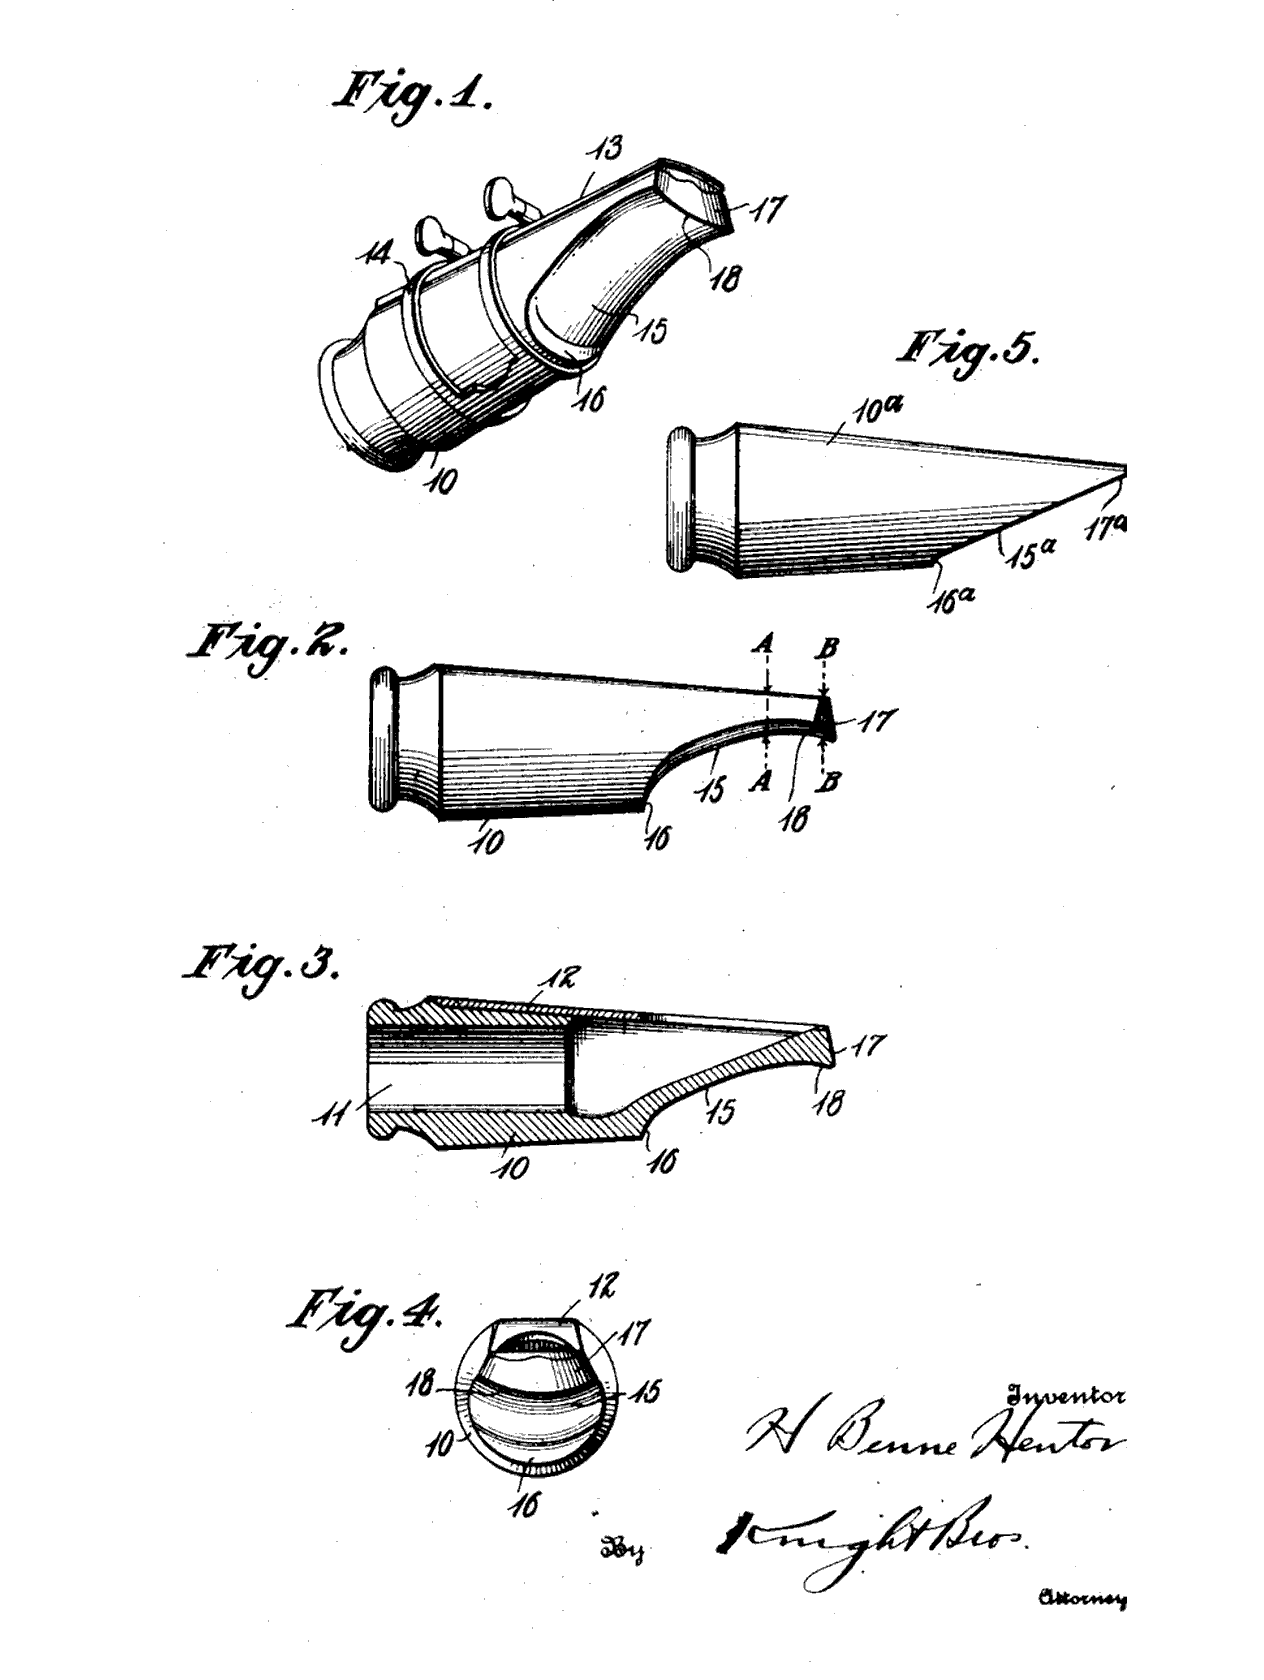 Fig.1.
13
17
14
18
15
16
10
Fig.5.
10a
17a
15a
16a
Fig.2.
A B
17
15 A B
18
10 16
Fig.3.
12
17
11 15 18
10 16
Fig.4.
12
17
18 15
10
16
Inventor
H Benne Henton
By Knight Bros.
Attorney